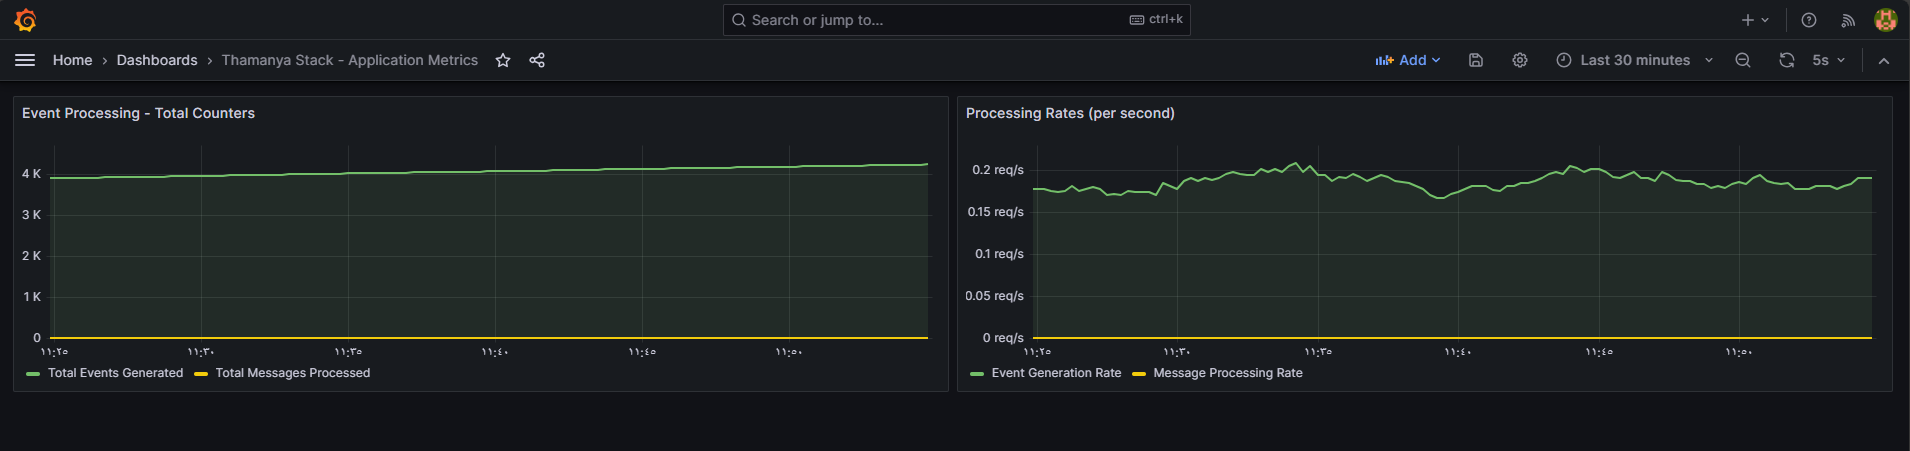 Search or jump to... ctrl+k
Home › Dashboards › Thamanya Stack - Application Metrics Add Last 30 minutes 5s
Event Processing - Total Counters
4 K
3 K
2 K
1 K
0
١١:٢٥ ١١:٣٠ ١١:٣٥ ١١:٤٠ ١١:٤٥ ١١:٥٠
Total Events Generated Total Messages Processed
Processing Rates (per second)
0.2 req/s
0.15 req/s
0.1 req/s
0.05 req/s
0 req/s
١١:٢٥ ١١:٣٠ ١١:٣٥ ١١:٤٠ ١١:٤٥ ١١:٥٠
Event Generation Rate Message Processing Rate